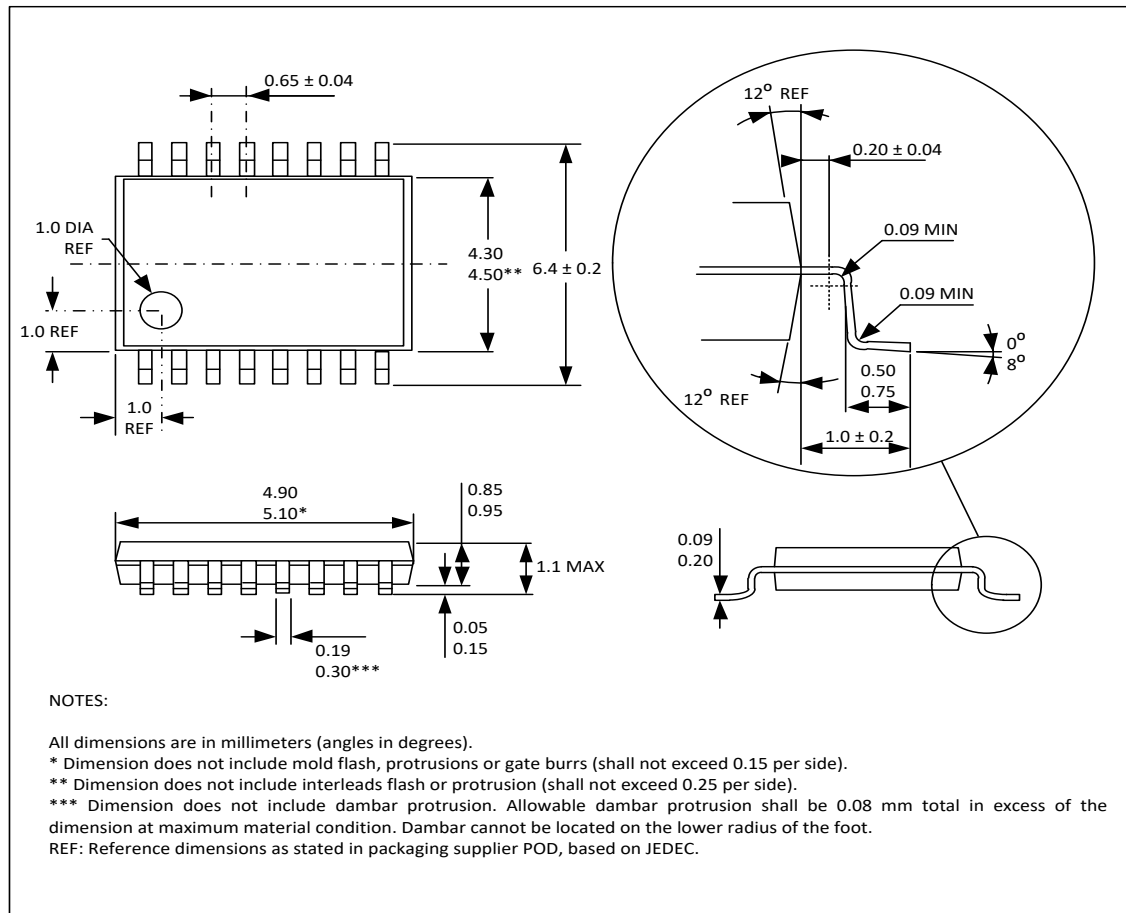 0.65 ± 0.04
1.0 DIA
REF
1.0 REF
1.0
REF
4.30
4.50**
6.4 ± 0.2
12° REF
0.20 ± 0.04
0.09 MIN
0.09 MIN
0°
8°
0.50
0.75
12° REF
1.0 ± 0.2
4.90
5.10*
0.85
0.95
1.1 MAX
0.05
0.15
0.19
0.30***
0.09
0.20
NOTES:
All dimensions are in millimeters (angles in degrees).
* Dimension does not include mold flash, protrusions or gate burrs (shall not exceed 0.15 per side).
** Dimension does not include interleads flash or protrusion (shall not exceed 0.25 per side).
*** Dimension does not include dambar protrusion. Allowable dambar protrusion shall be 0.08 mm total in excess of the
dimension at maximum material condition. Dambar cannot be located on the lower radius of the foot.
REF: Reference dimensions as stated in packaging supplier POD, based on JEDEC.